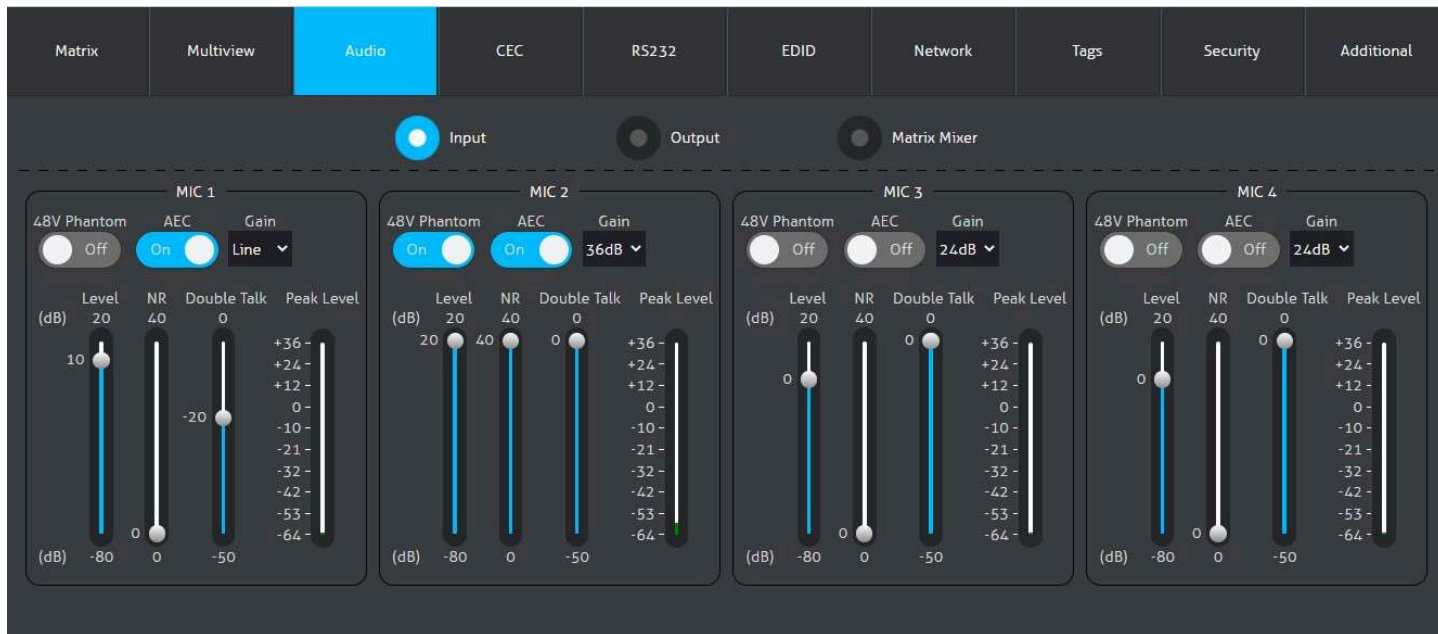 Matrix Multiview Audio CEC RS232 EDID Network Tags Security Additional
Input Output Matrix Mixer
MIC 1
48V Phantom AEC Gain
Off On Line
Level NR Double Talk Peak Level
(dB) 20 40 0
+36
10
+24
+12
0
-20
-10
-21
-32
-42
-53
0
-64
(dB) -80 0 -50
MIC 2
48V Phantom AEC Gain
On On 36dB
Level NR Double Talk Peak Level
(dB) 20 40 0
20 40 0 +36
+24
+12
0
-10
-21
-32
-42
-53
-64
(dB) -80 0 -50
MIC 3
48V Phantom AEC Gain
Off Off 24dB
Level NR Double Talk Peak Level
(dB) 20 40 0
0 +36
+24
0 +12
0
-10
-21
-32
-42
-53
0 -64
(dB) -80 0 -50
MIC 4
48V Phantom AEC Gain
Off Off 24dB
Level NR Double Talk Peak Level
(dB) 20 40 0
0 +36
+24
0 +12
0
-10
-21
-32
-42
-53
0 -64
(dB) -80 0 -50